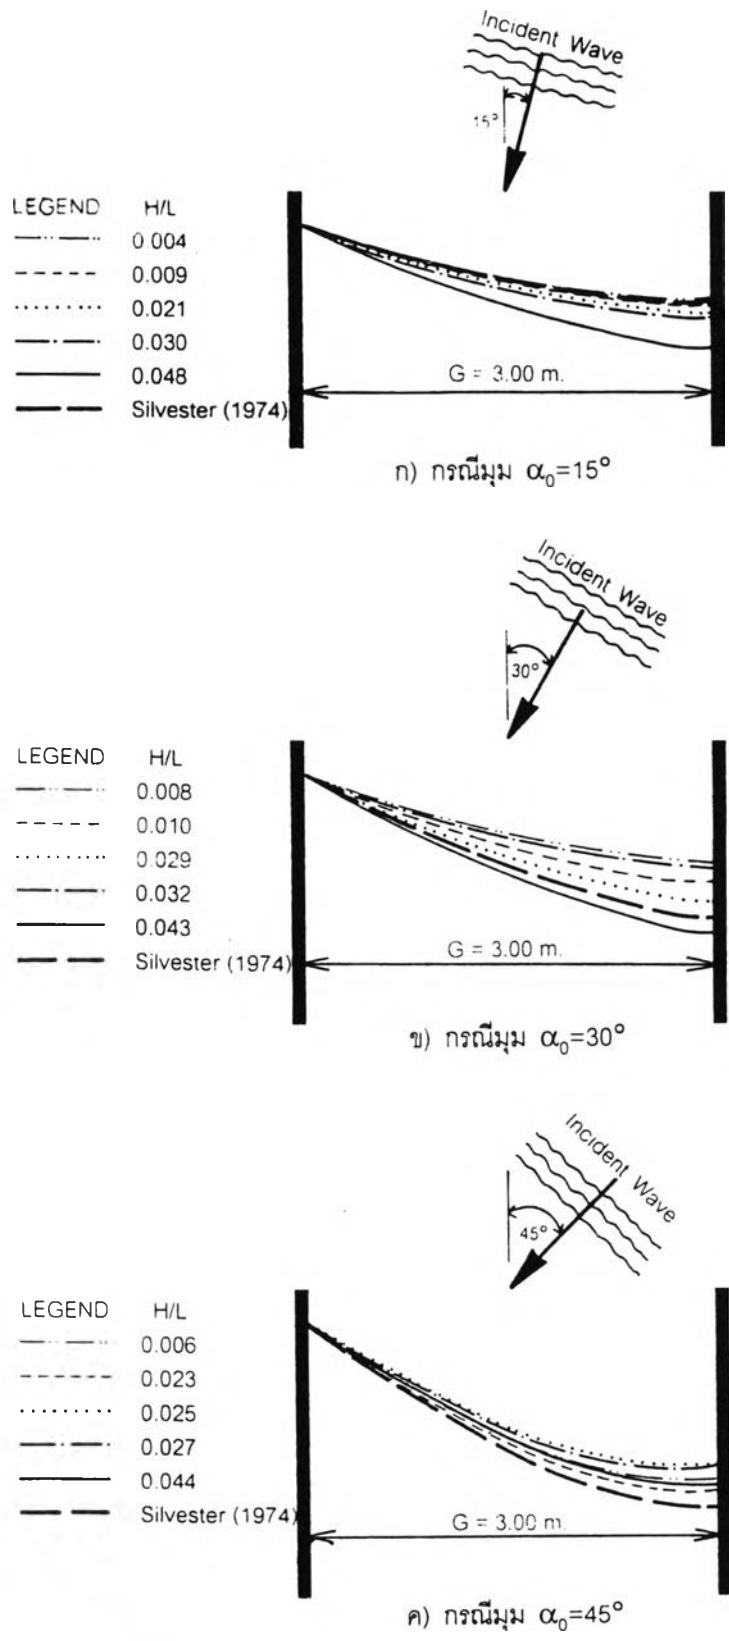 Incident Wave
15°
LEGEND H/L
0.004
0.009
0.021
0.030
0.048
Silvester (1974)
G = 3.00 m.
ก) กรณีมุม α₀=15°
Incident Wave
30°
LEGEND H/L
0.008
0.010
0.029
0.032
0.043
Silvester (1974)
G = 3.00 m.
ข) กรณีมุม α₀=30°
Incident Wave
45°
LEGEND H/L
0.006
0.023
0.025
0.027
0.044
Silvester (1974)
G = 3.00 m.
ค) กรณีมุม α₀=45°